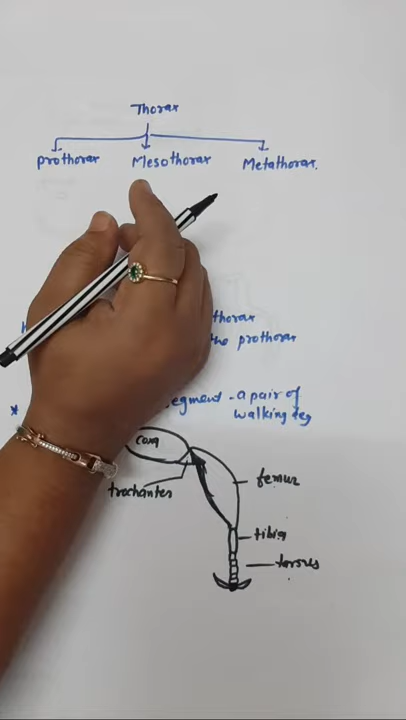 Thorax
prothorax Mesothorax Metathorax.
thorax
the prothorax
* segment - a pair of
walking leg
coxa
trochanter
femur
tibia
tarsus